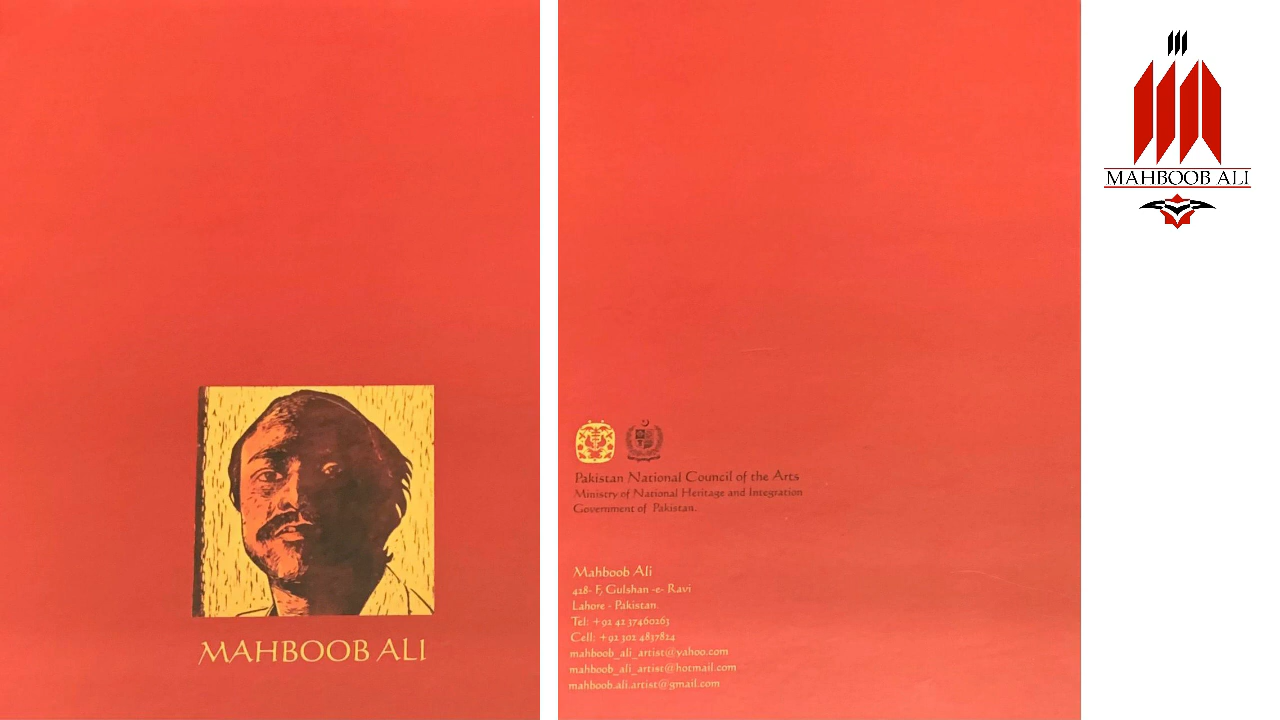 MAHBOOB ALI
Pakistan National Council of the Arts
Ministry of National Heritage and Integration
Government of Pakistan.
Mahboob Ali
428- F, Gulshan -e- Ravi
Lahore - Pakistan
Tel: +92 42 37460263
Cell: +92 302 4837824
mahboob_ali_artist@yahoo.com
mahboob_ali_artist@hotmail.com
mahboob.ali.artist@gmail.com
MAHBOOB ALI